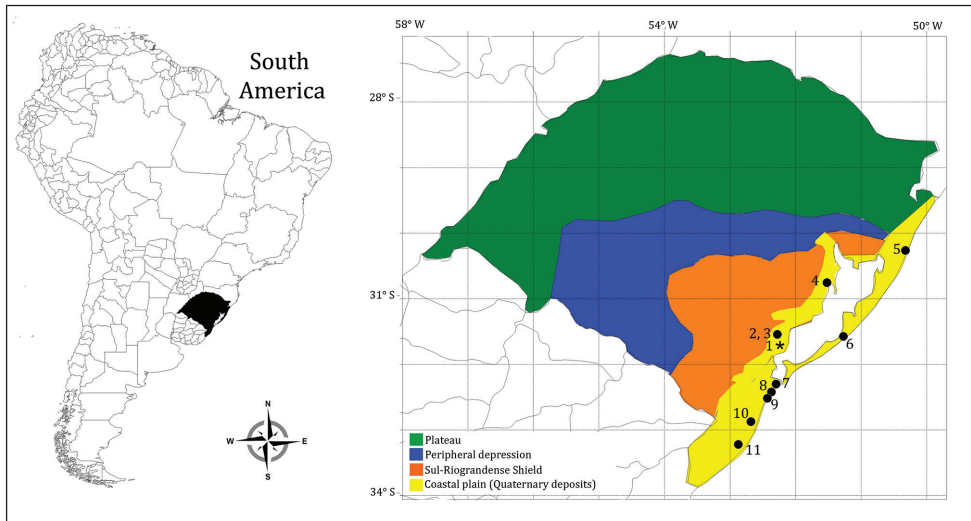 South
America
N
W E
S
58° W 54° W 50° W
28° S
31° S
34° S
5
4
2, 3
1 *
6
7
8
9
10
11
Plateau
Peripheral depression
Sul-Riograndense Shield
Coastal plain (Quaternary deposits)